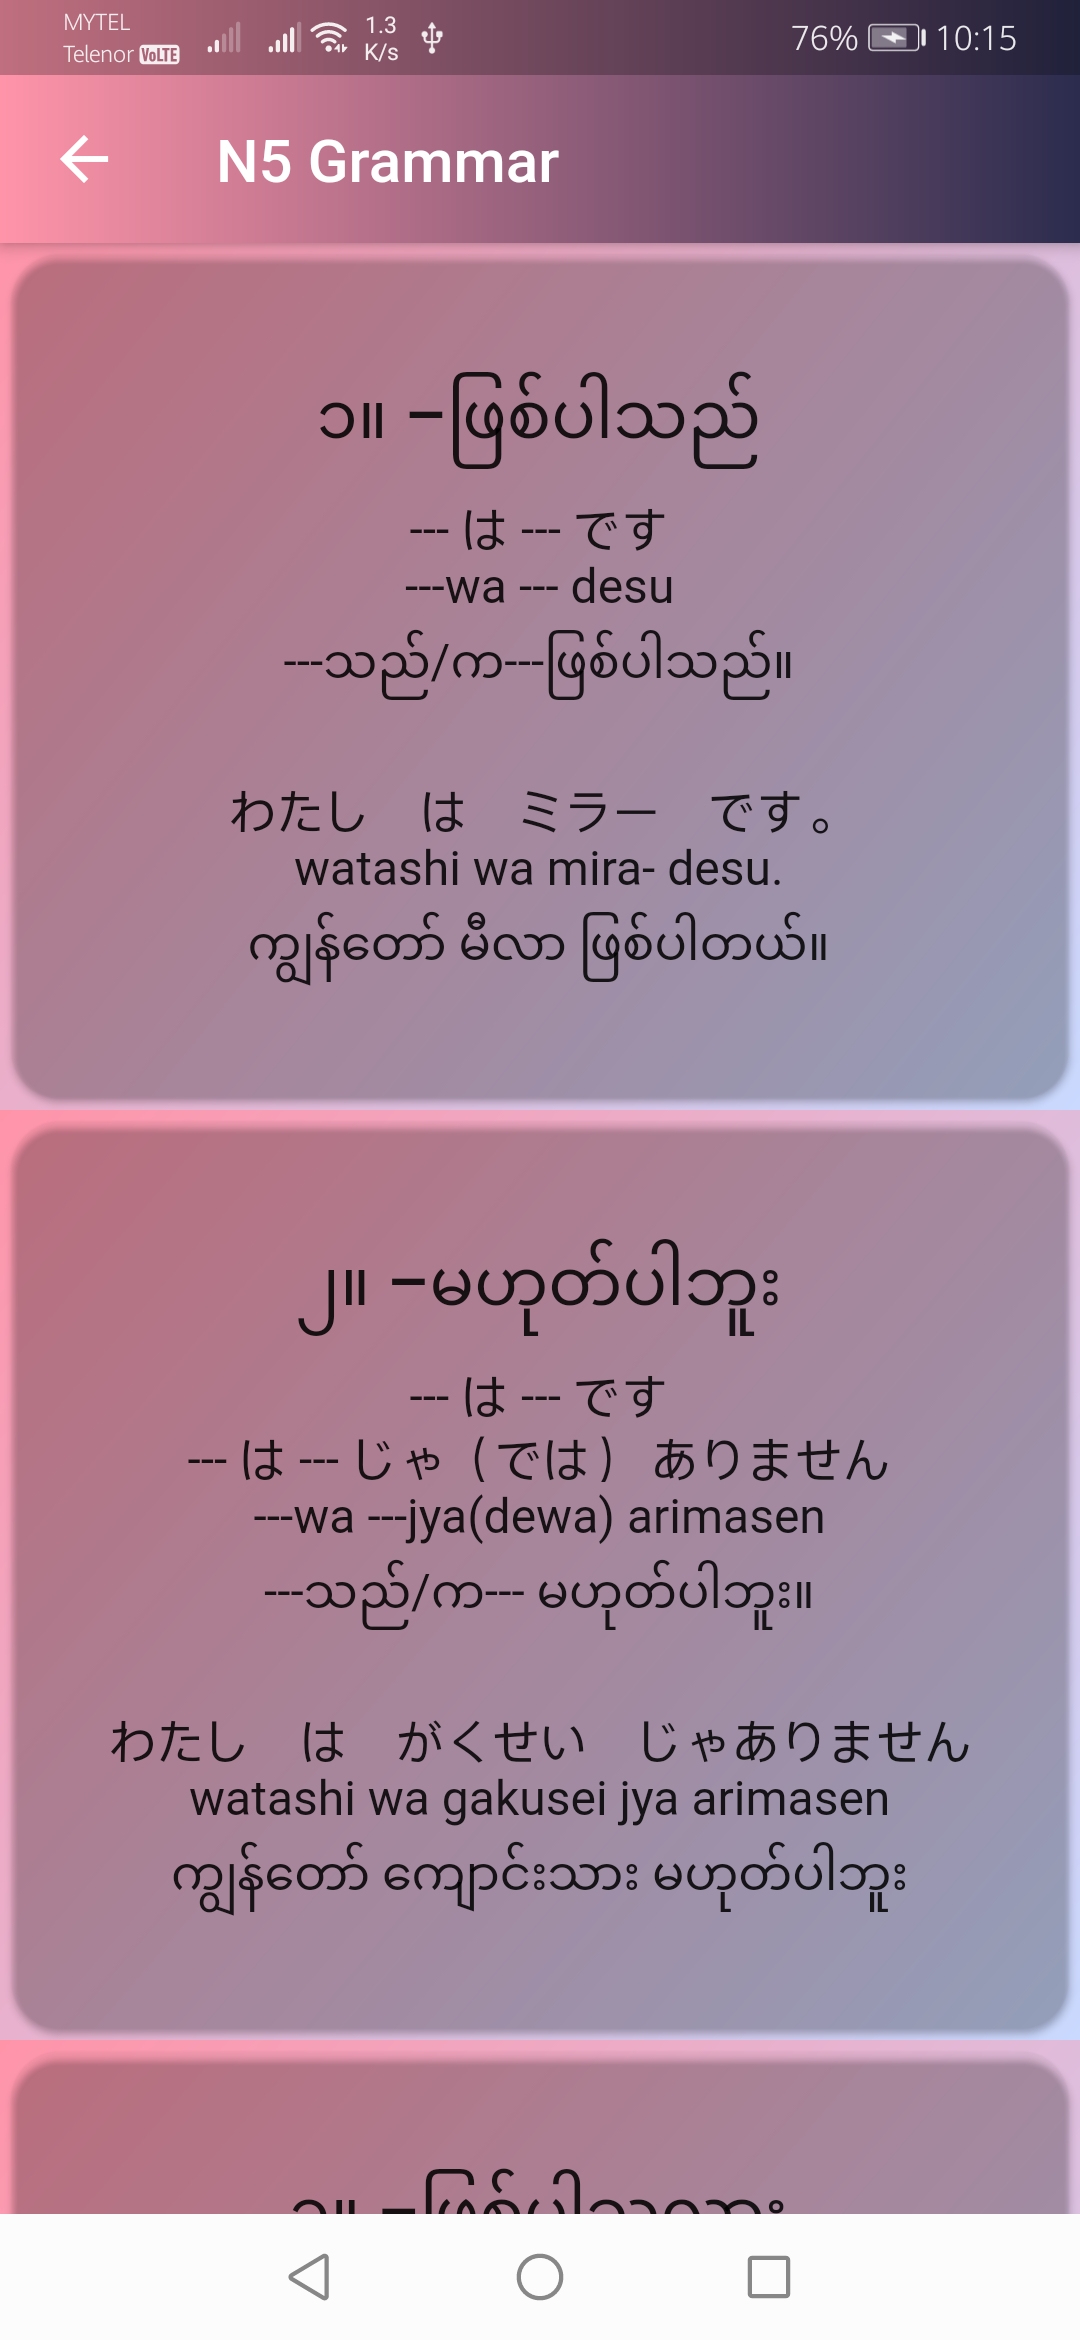 MYTEL
Telenor VoLTE
1.3
K/s
76%
10:15
N5 Grammar
၁။ –ဖြစ်ပါသည်
--- は --- です
---wa --- desu
---သည်/က---ဖြစ်ပါသည်။
わたし　は　ミラー　です。
watashi wa mira- desu.
ကျွန်တော် မီလာ ဖြစ်ပါတယ်။
၂။ –မဟုတ်ပါဘူး
--- は --- です
--- は --- じゃ（では） ありません
---wa ---jya(dewa) arimasen
---သည်/က--- မဟုတ်ပါဘူး။
わたし　は　がくせい　じゃありません
watashi wa gakusei jya arimasen
ကျွန်တော် ကျောင်းသား မဟုတ်ပါဘူး